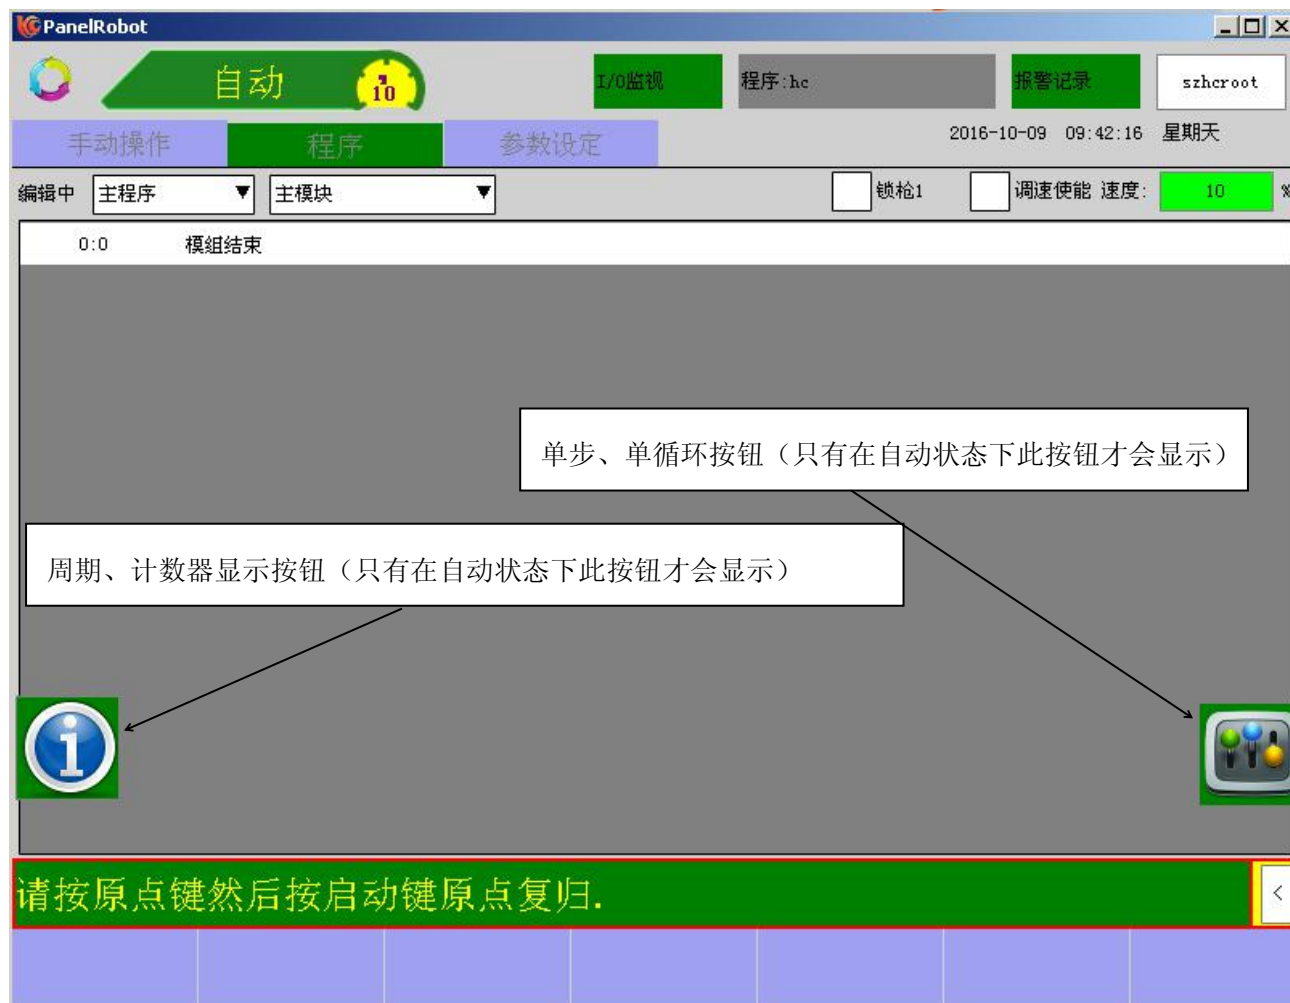 PanelRobot
自动
10
I/O监视
程序:hc
报警记录
szhcroot
手动操作
程序
参数设定
2016-10-09 09:42:16 星期天
编辑中
主程序
主模块
锁枪1
调速使能 速度:
10
%
0:0 模组结束
单步、单循环按钮（只有在自动状态下此按钮才会显示）
周期、计数器显示按钮（只有在自动状态下此按钮才会显示）
请按原点键然后按启动键原点复归.
<